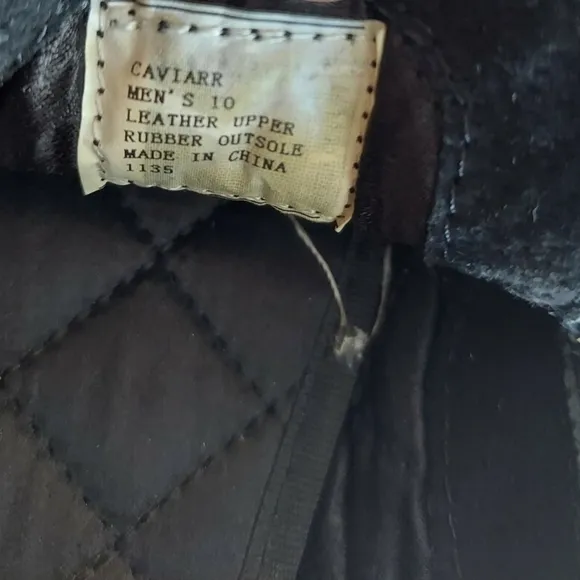 CAVIARR
MEN'S 10
LEATHER UPPER
RUBBER OUTSOLE
MADE IN CHINA
1135